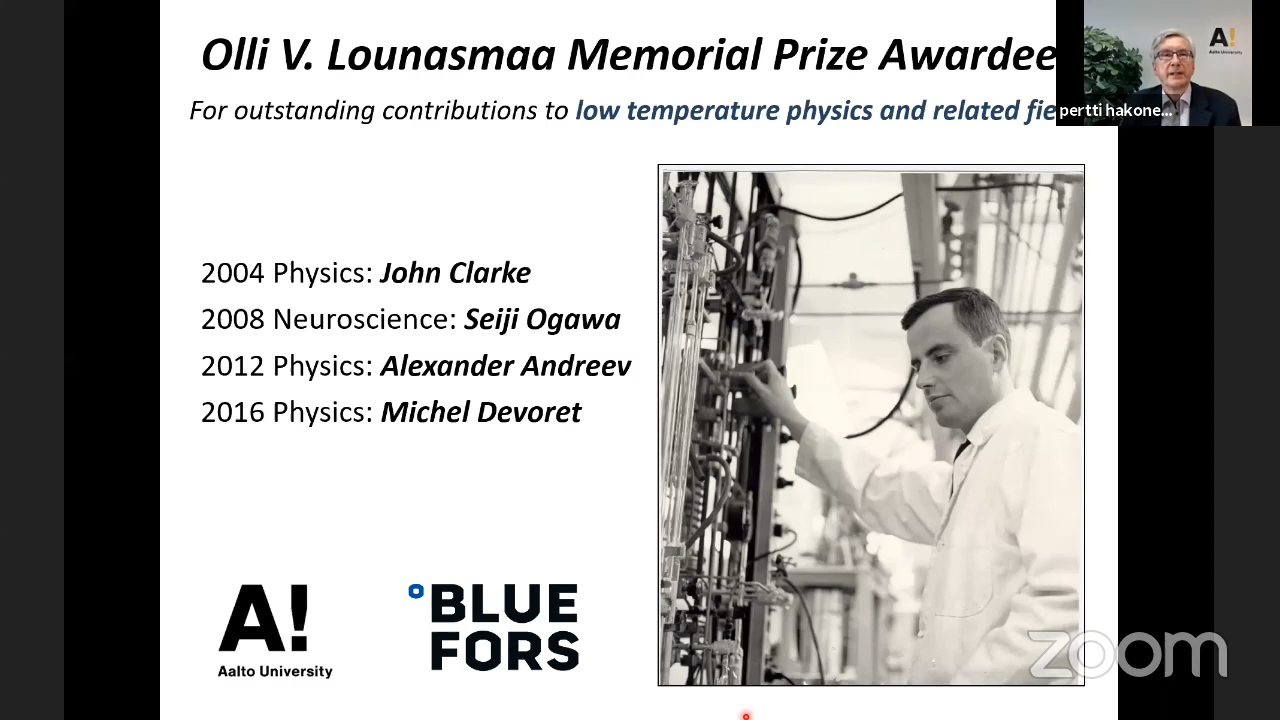 Olli V. Lounasmaa Memorial Prize Awardee
For outstanding contributions to low temperature physics and related fie
A!
Aalto University
pertti hakone...
2004 Physics: John Clarke
2008 Neuroscience: Seiji Ogawa
2012 Physics: Alexander Andreev
2016 Physics: Michel Devoret
A!
Aalto University
BLUE
FORS
zoom